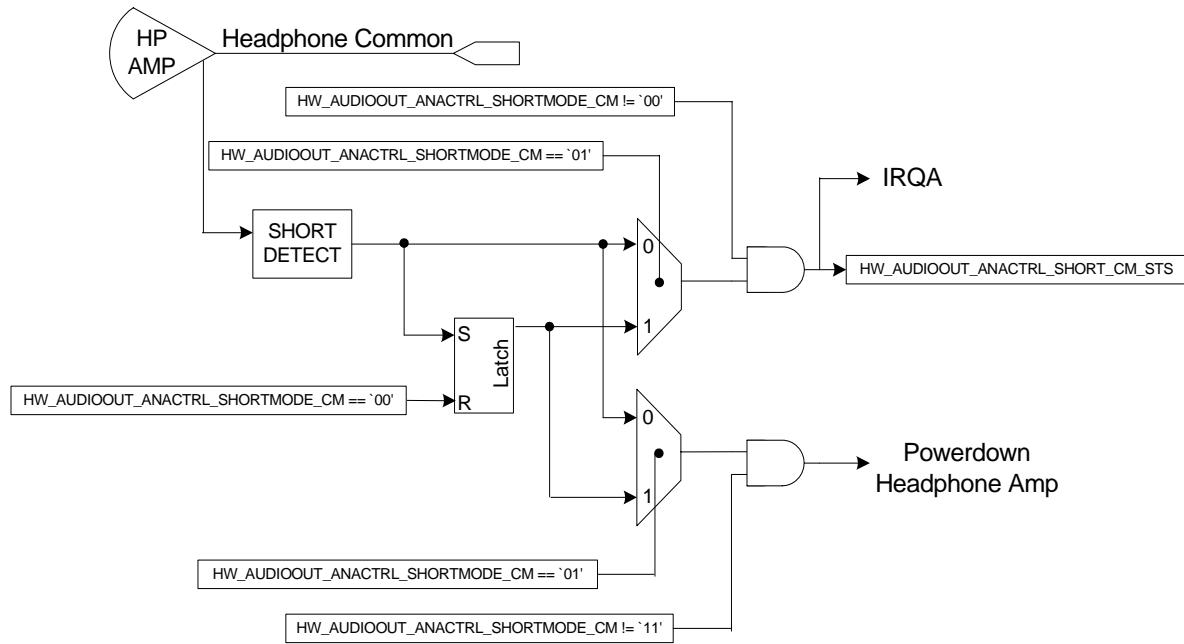 HP
AMP
Headphone Common
HW_AUDIOOUT_ANACTRL_SHORTMODE_CM != `00'
HW_AUDIOOUT_ANACTRL_SHORTMODE_CM == `01'
IRQA
SHORT
DETECT
0
HW_AUDIOOUT_ANACTRL_SHORT_CM_STS
1
S
Latch
R
HW_AUDIOOUT_ANACTRL_SHORTMODE_CM == `00'
0
1
Powerdown
Headphone Amp
HW_AUDIOOUT_ANACTRL_SHORTMODE_CM == `01'
HW_AUDIOOUT_ANACTRL_SHORTMODE_CM != `11'